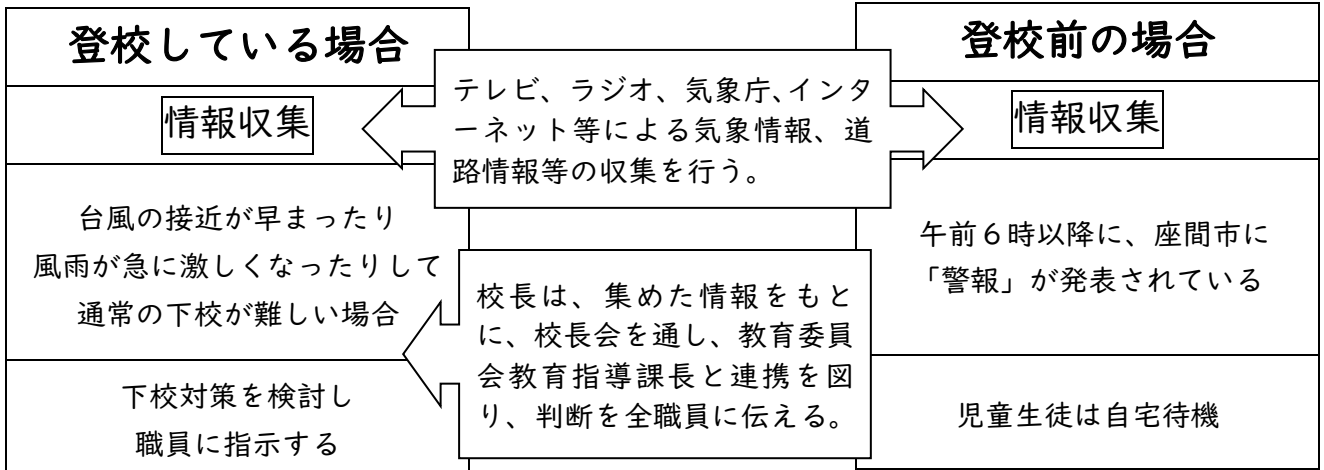 登校している場合
情報収集
台風の接近が早まったり
風雨が急に激しくなったりして
通常の下校が難しい場合
下校対策を検討し
職員に指示する
テレビ、ラジオ、気象庁、インタ
ーネット等による気象情報、道
路情報等の収集を行う。
校長は、集めた情報をもと
に、校長会を通し、教育委員
会教育指導課長と連携を図
り、判断を全職員に伝える。
登校前の場合
情報収集
午前6時以降に、座間市に
「警報」が発表されている
児童生徒は自宅待機